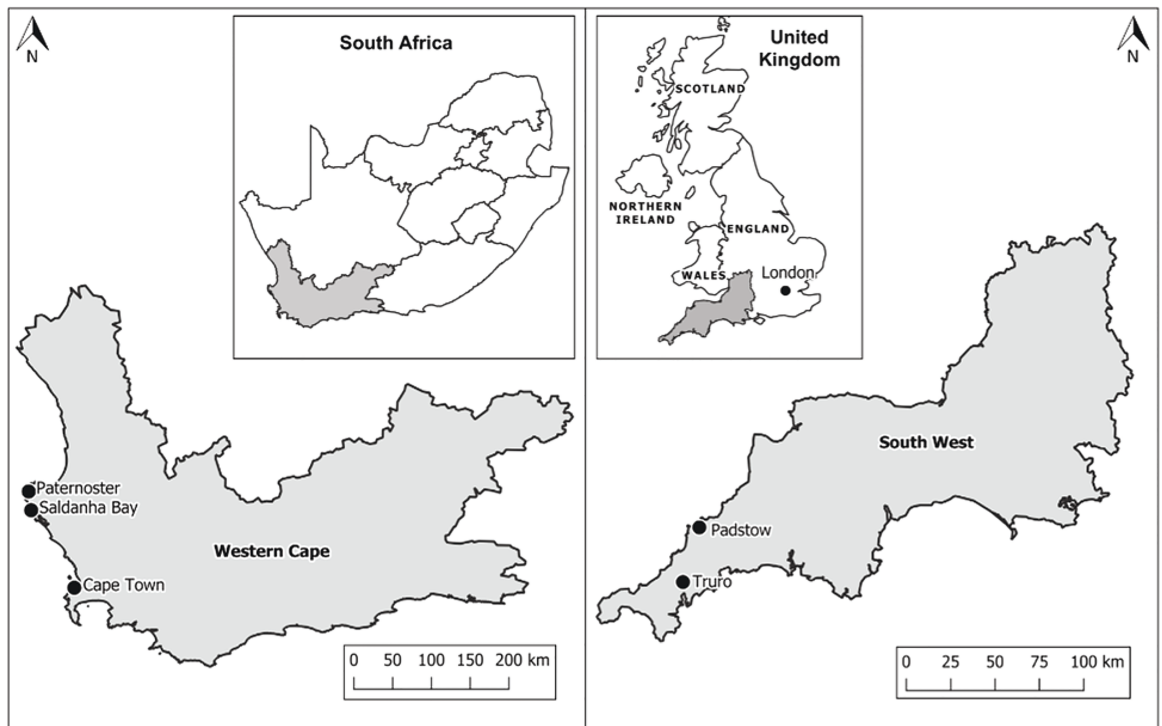 N
South Africa
Paternoster
Saldanha Bay
Western Cape
Cape Town
0 50 100 150 200 km
United
Kingdom
N
SCOTLAND
NORTHERN
IRELAND
ENGLAND
WALES
London
South West
Padstow
Truro
0 25 50 75 100 km